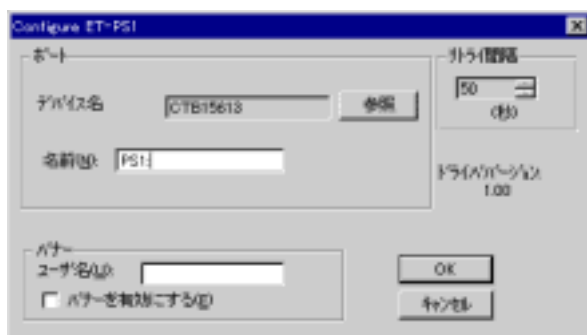 Configure ET-PS1
ポート
デバイス名 CTB15613 参照
名前(N): PS1:
リトライ間隔
50
(秒)
ドライババージョン:
1.00
バナー
ユーザ名(U):
バナーを有効にする(E)
OK
キャンセル